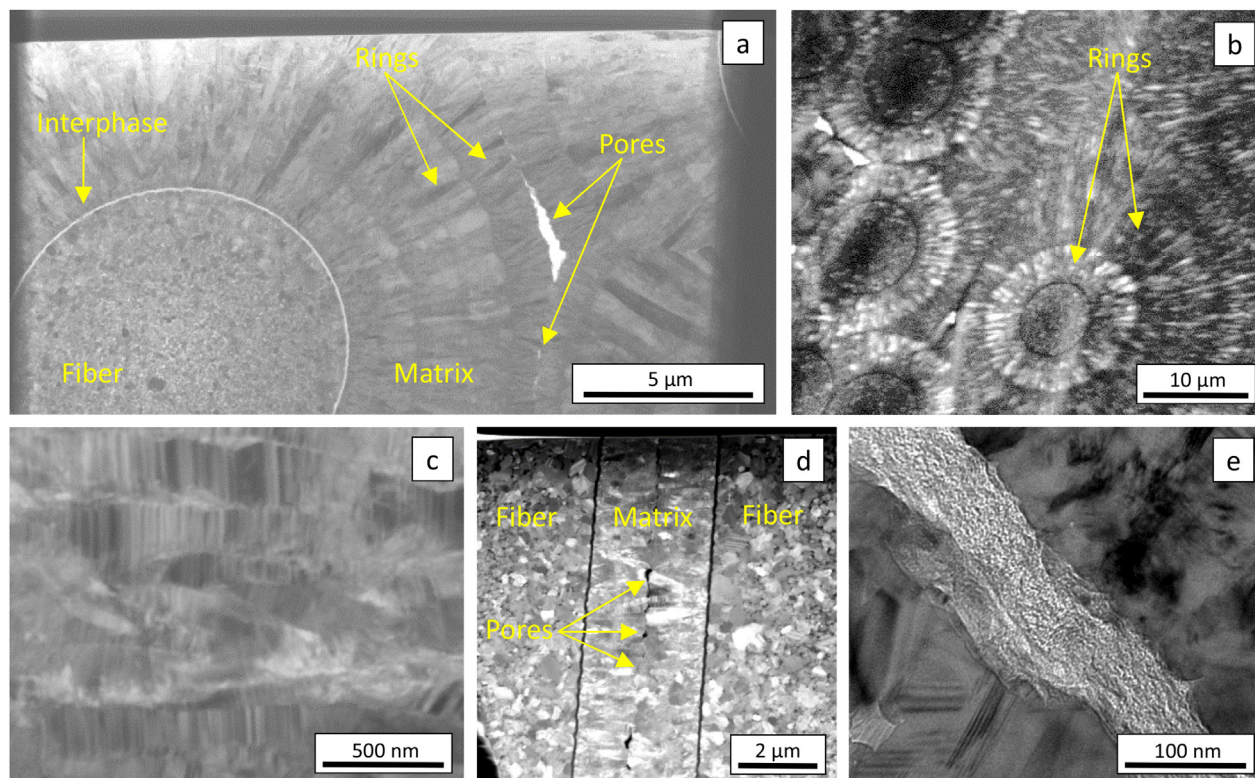 a
Rings
Interphase
Pores
Fiber
Matrix
5 µm
b
Rings
10 µm
c
500 nm
d
Fiber
Matrix
Fiber
Pores
2 µm
e
100 nm